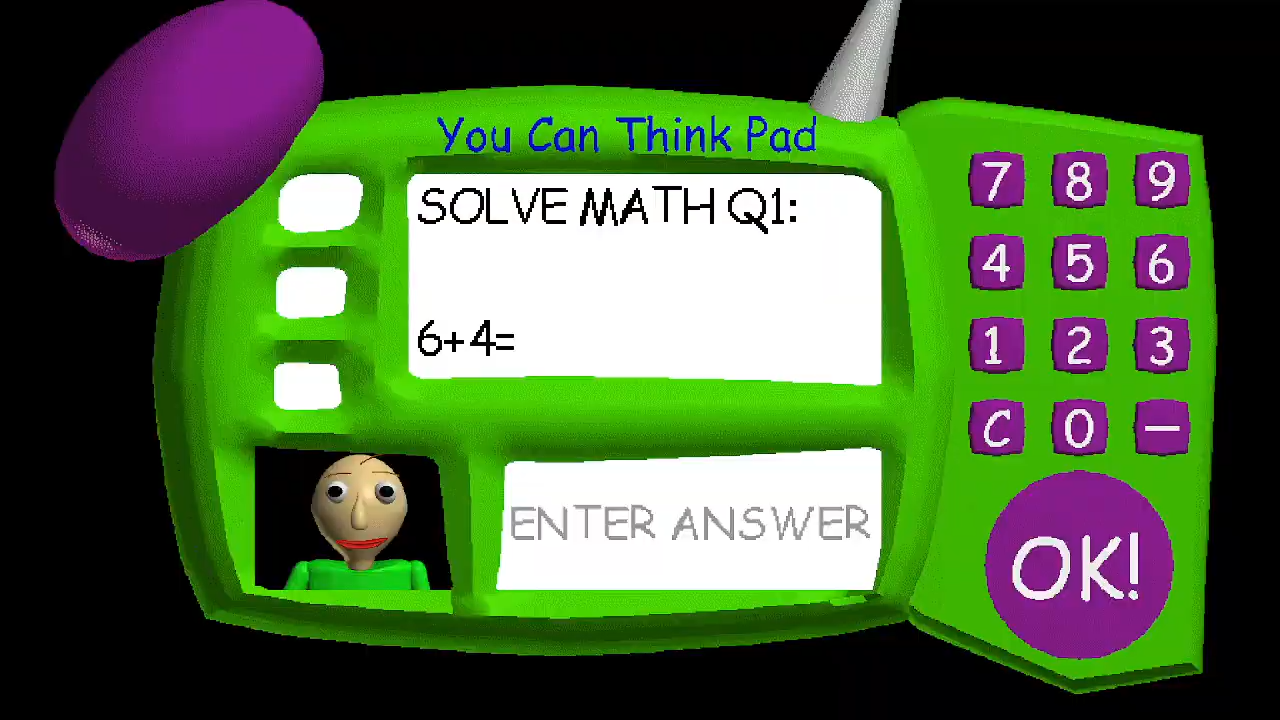 You Can Think Pad
SOLVE MATH Q1:
6+4=
ENTER ANSWER
7 8 9
4 5 6
1 2 3
C 0 –
OK!